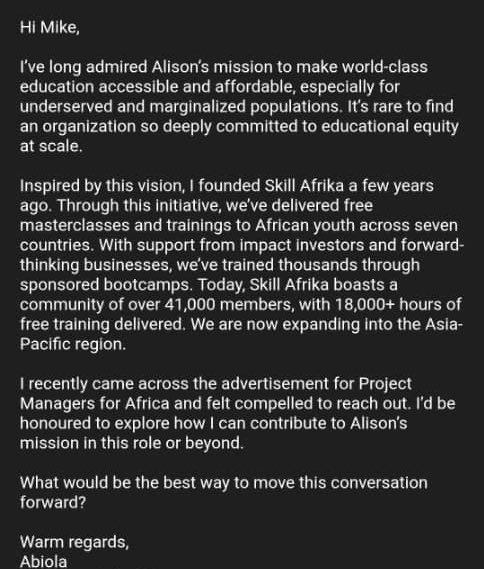 Hi Mike,
I've long admired Alison's mission to make world-class
education accessible and affordable, especially for
underserved and marginalized populations. It's rare to find
an organization so deeply committed to educational equity
at scale.
Inspired by this vision, I founded Skill Afrika a few years
ago. Through this initiative, we've delivered free
masterclasses and trainings to African youth across seven
countries. With support from impact investors and forward-
thinking businesses, we've trained thousands through
sponsored bootcamps. Today, Skill Afrika boasts a
community of over 41,000 members, with 18,000+ hours of
free training delivered. We are now expanding into the Asia-
Pacific region.
I recently came across the advertisement for Project
Managers for Africa and felt compelled to reach out. I'd be
honoured to explore how I can contribute to Alison's
mission in this role or beyond.
What would be the best way to move this conversation
forward?
Warm regards,
Abiola